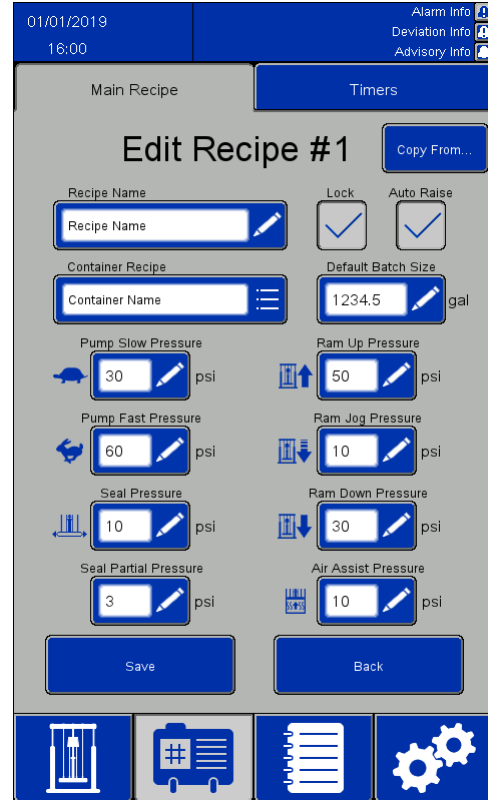 01/01/2019
16:00
Alarm Info
Deviation Info
Advisory Info
Main Recipe
Timers
Edit Recipe #1
Copy From...
Recipe Name
Recipe Name
Lock
Auto Raise
Container Recipe
Container Name
Default Batch Size
1234.5 gal
Pump Slow Pressure
30 psi
Ram Up Pressure
50 psi
Pump Fast Pressure
60 psi
Ram Jog Pressure
10 psi
Seal Pressure
10 psi
Ram Down Pressure
30 psi
Seal Partial Pressure
3 psi
Air Assist Pressure
10 psi
Save
Back
#